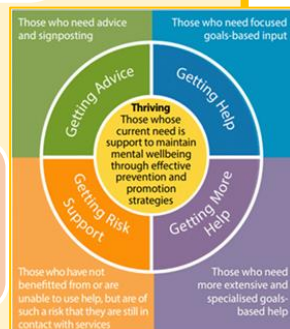 Those who need advice
and signposting
Those who need focused
goals-based input
Getting Advice
Getting Help
Thriving
Those whose
current need is
support to maintain
mental wellbeing
through effective
prevention and
promotion
strategies
Getting Risk
Support
Getting More
Help
Those who have not
benefitted from or are
unable to use help, but are of
such a risk that they are still in
contact with services
Those who need
more extensive and
specialised goals-
based help